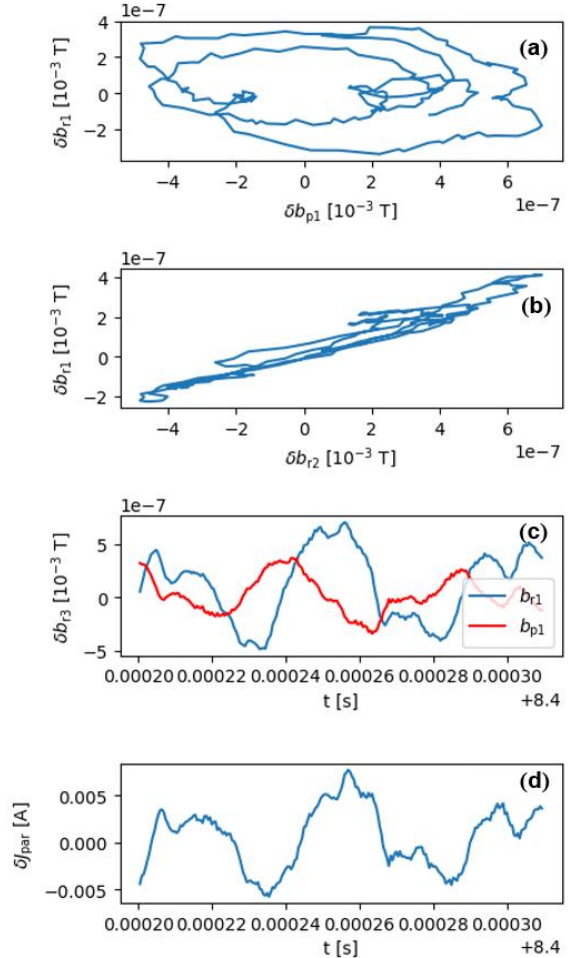 1e−7
(a)
4
2
0
−2
δb_r1 [10⁻³ T]
−4 −2 0 2 4 6
1e−7
δb_p1 [10⁻³ T]
1e−7
(b)
4
2
0
−2
δb_r1 [10⁻³ T]
−4 −2 0 2 4 6
1e−7
δb_r2 [10⁻³ T]
1e−7
(c)
5
0
−5
δb_r3 [10⁻³ T]
b_r1
b_p1
0.00020 0.00022 0.00024 0.00026 0.00028 0.00030
t [s]
+8.4
(d)
0.005
0.000
−0.005
δJ_par [A]
0.00020 0.00022 0.00024 0.00026 0.00028 0.00030
t [s]
+8.4